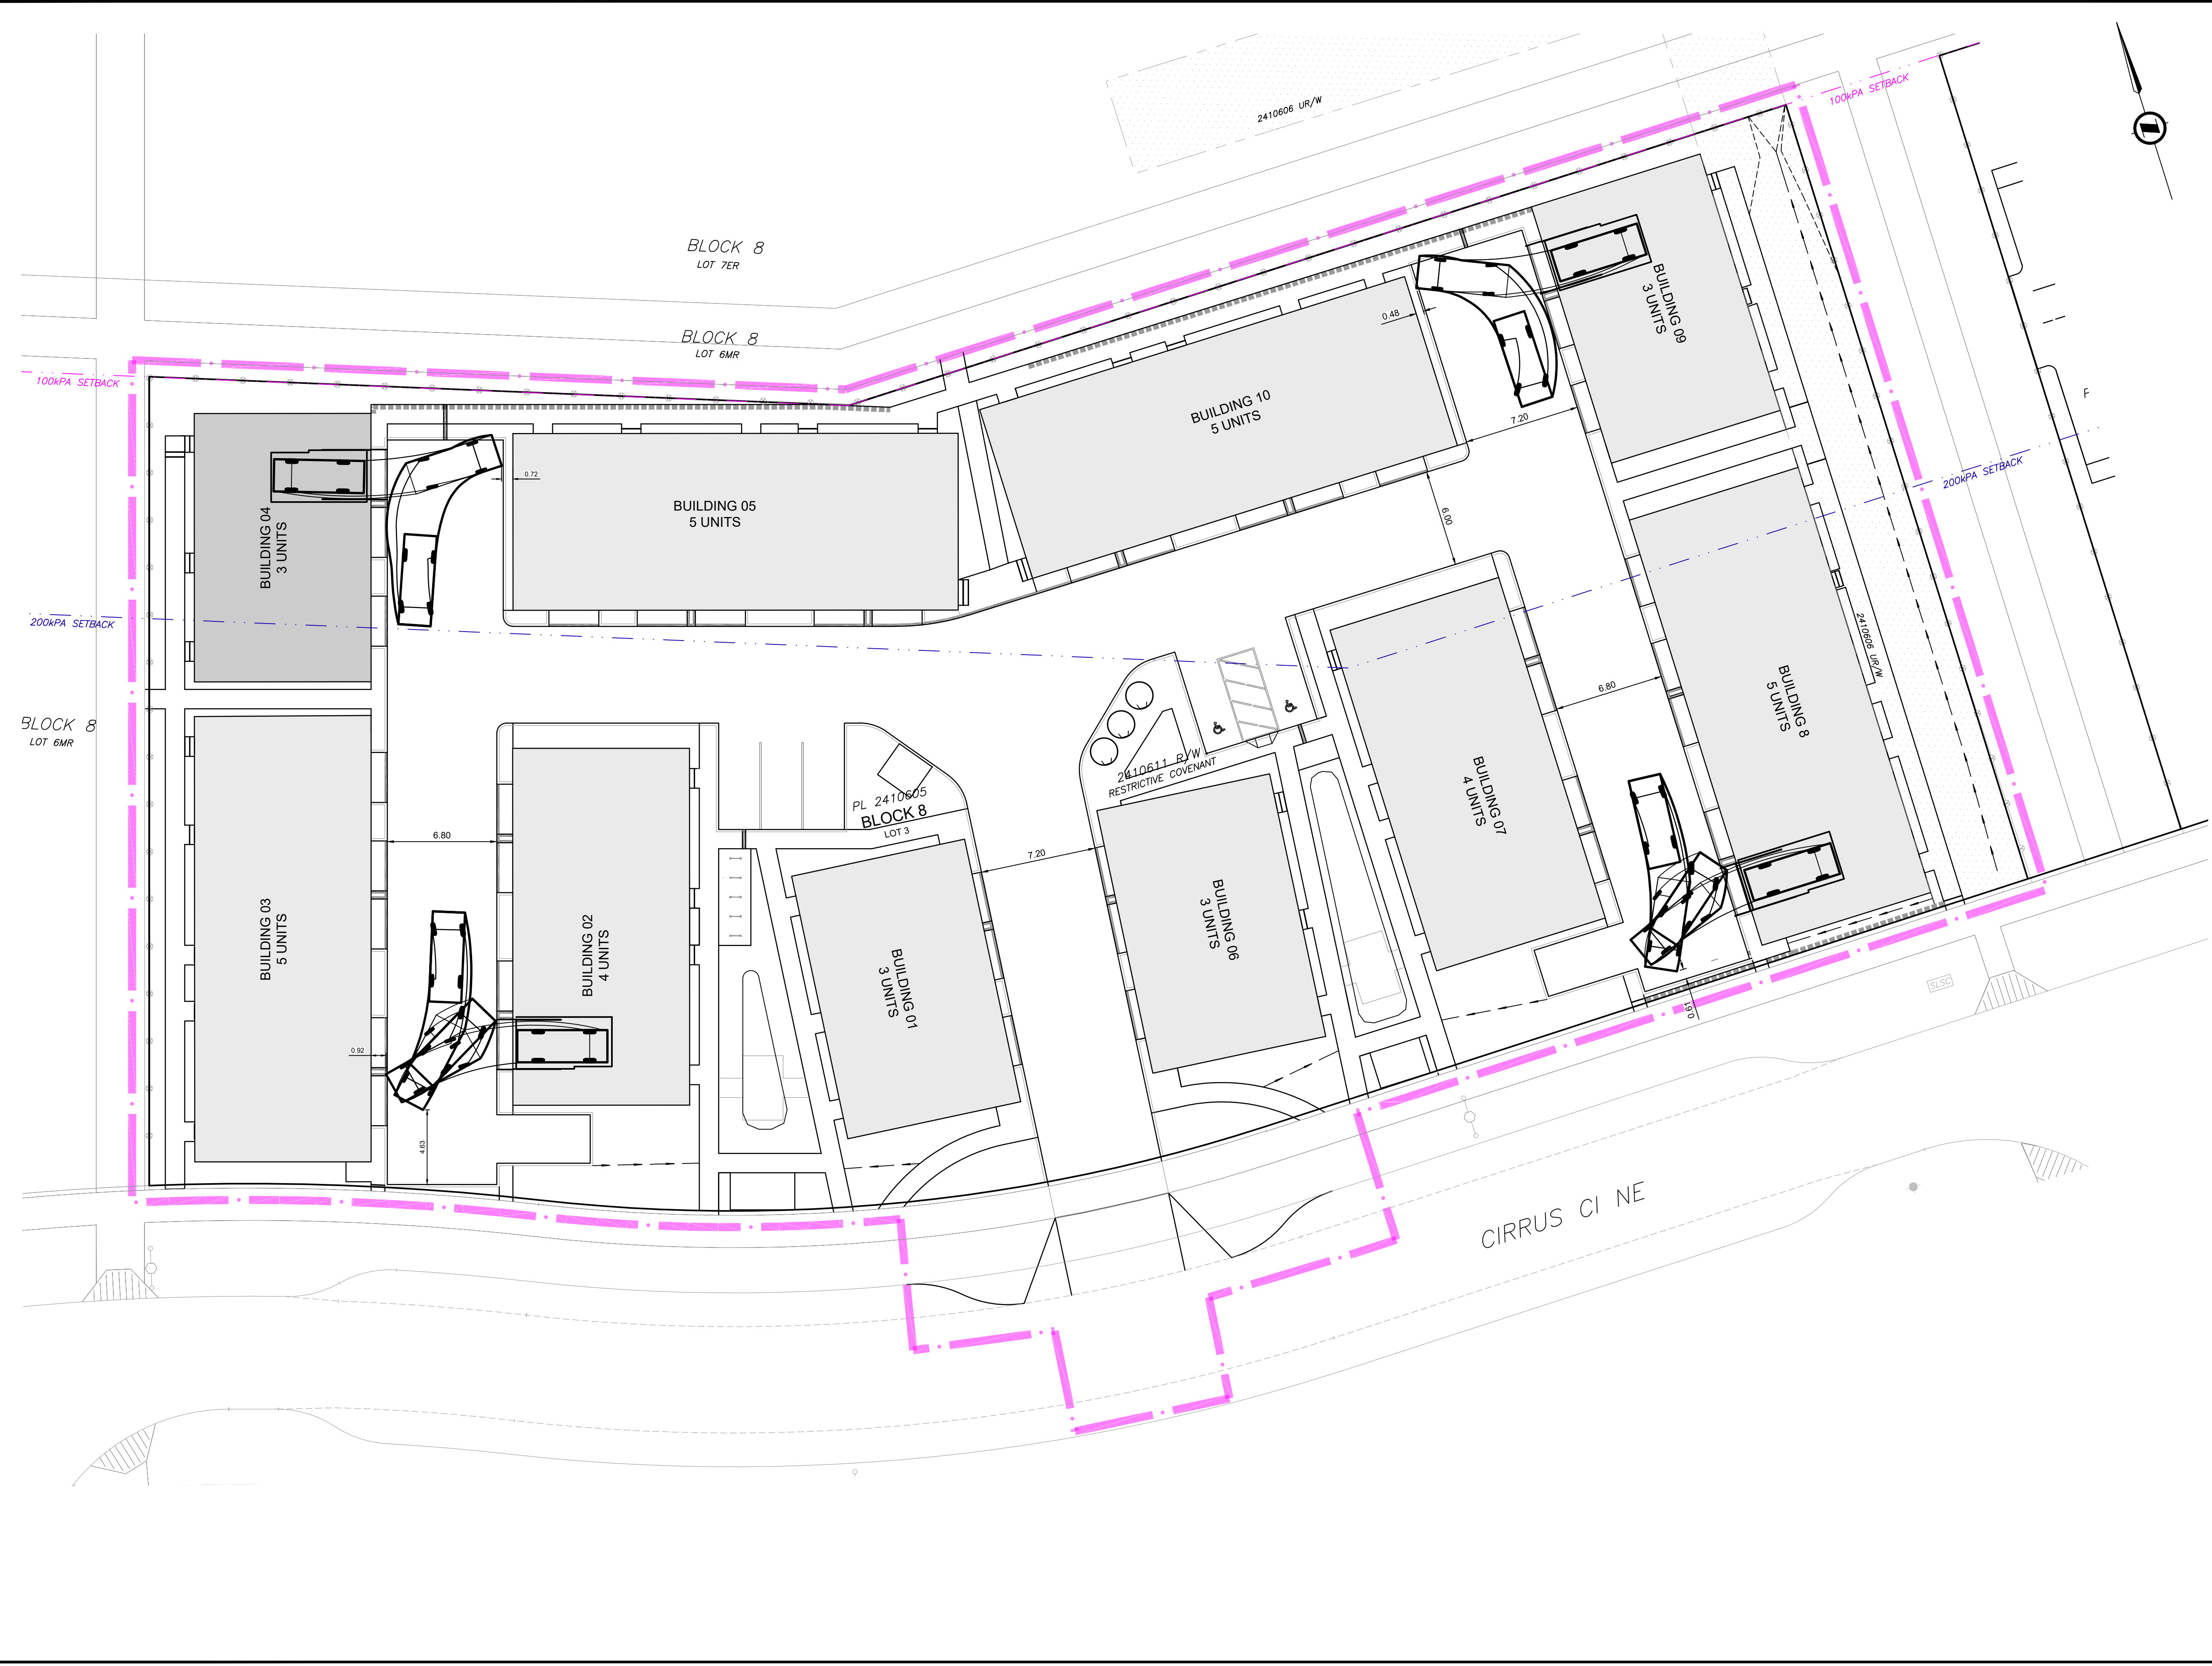 2410606 UR/W
100kPA SETBACK
BLOCK 8
LOT 7ER
BLOCK 8
LOT 6MR
100kPA SETBACK
BUILDING 09
3 UNITS
0.48
7.20
BUILDING 10
5 UNITS
200kPA SETBACK
0.72
BUILDING 05
5 UNITS
BUILDING 04
3 UNITS
6.00
200kPA SETBACK
2410606 UR/W
6.80
BUILDING 8
5 UNITS
BLOCK 8
LOT 6MR
2410611 R/W
RESTRICTIVE COVENANT
PL 2410605
BLOCK 8
LOT 3
BUILDING 07
4 UNITS
6.80
7.20
BUILDING 03
5 UNITS
BUILDING 02
4 UNITS
BUILDING 01
3 UNITS
BUILDING 06
3 UNITS
SLSC
0.61
0.92
4.63
CIRRUS CI NE